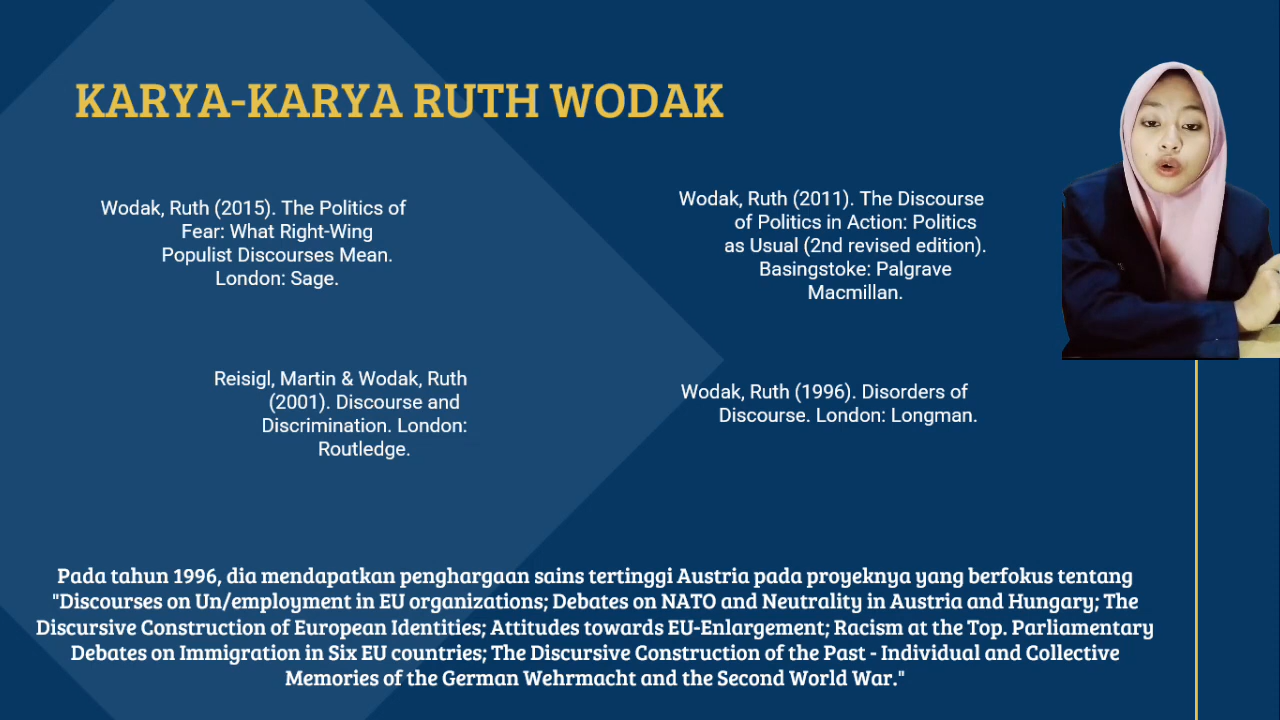 KARYA-KARYA RUTH WODAK
Wodak, Ruth (2015). The Politics of
Fear: What Right-Wing
Populist Discourses Mean.
London: Sage.
Wodak, Ruth (2011). The Discourse
of Politics in Action: Politics
as Usual (2nd revised edition).
Basingstoke: Palgrave
Macmillan.
Reisigl, Martin & Wodak, Ruth
(2001). Discourse and
Discrimination. London:
Routledge.
Wodak, Ruth (1996). Disorders of
Discourse. London: Longman.
Pada tahun 1996, dia mendapatkan penghargaan sains tertinggi Austria pada proyeknya yang berfokus tentang
"Discourses on Un/employment in EU organizations; Debates on NATO and Neutrality in Austria and Hungary; The
Discursive Construction of European Identities; Attitudes towards EU-Enlargement; Racism at the Top. Parliamentary
Debates on Immigration in Six EU countries; The Discursive Construction of the Past - Individual and Collective
Memories of the German Wehrmacht and the Second World War."